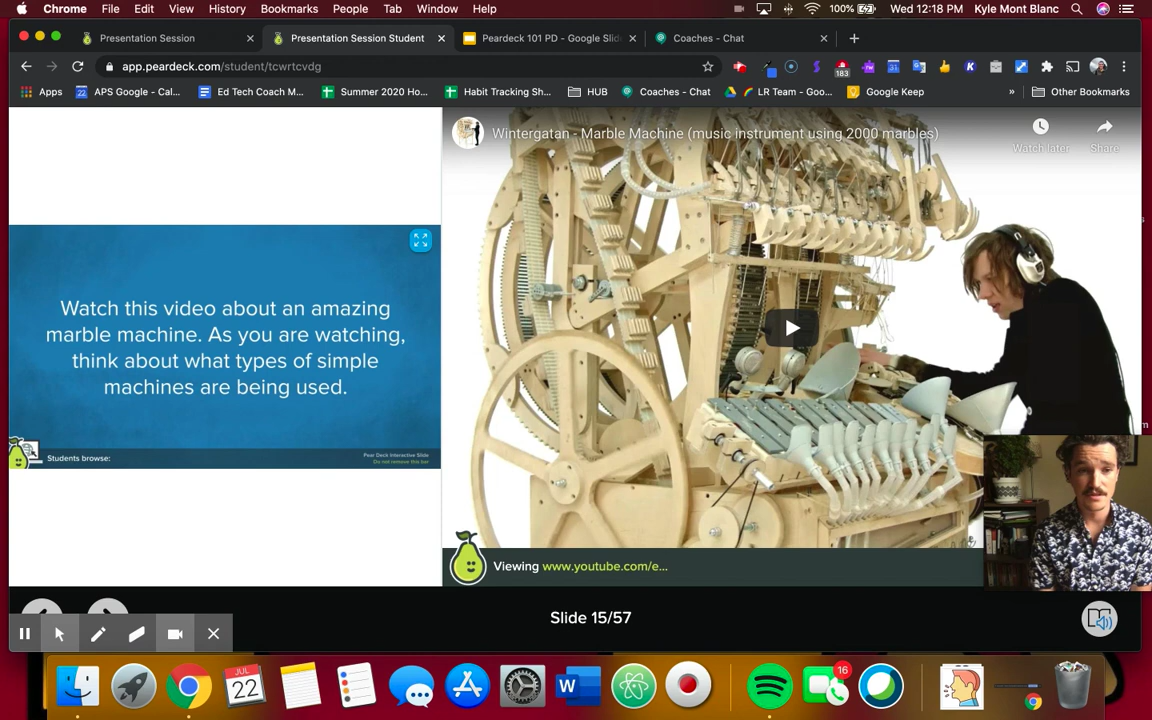 Chrome File Edit View History Bookmarks People Tab Window Help 100% Wed 12:18 PM Kyle Mont Blanc
Presentation Session
Presentation Session Student
Peardeck 101 PD - Google Slid
Coaches - Chat
app.peardeck.com/student/tcwrtcvdg
183
Apps
22 APS Google - Cal...
Ed Tech Coach M...
Summer 2020 Ho...
Habit Tracking Sh...
HUB
Coaches - Chat
LR Team - Goo...
Google Keep
»
Other Bookmarks
Wintergatan - Marble Machine (music instrument using 2000 marbles)
Watch later
Share
Watch this video about an amazing
marble machine. As you are watching,
think about what types of simple
machines are being used.
Students browse:
Pear Deck Interactive Slide
Do not remove this bar
Viewing www.youtube.com/e...
Slide 15/57
JUL
22
W
16